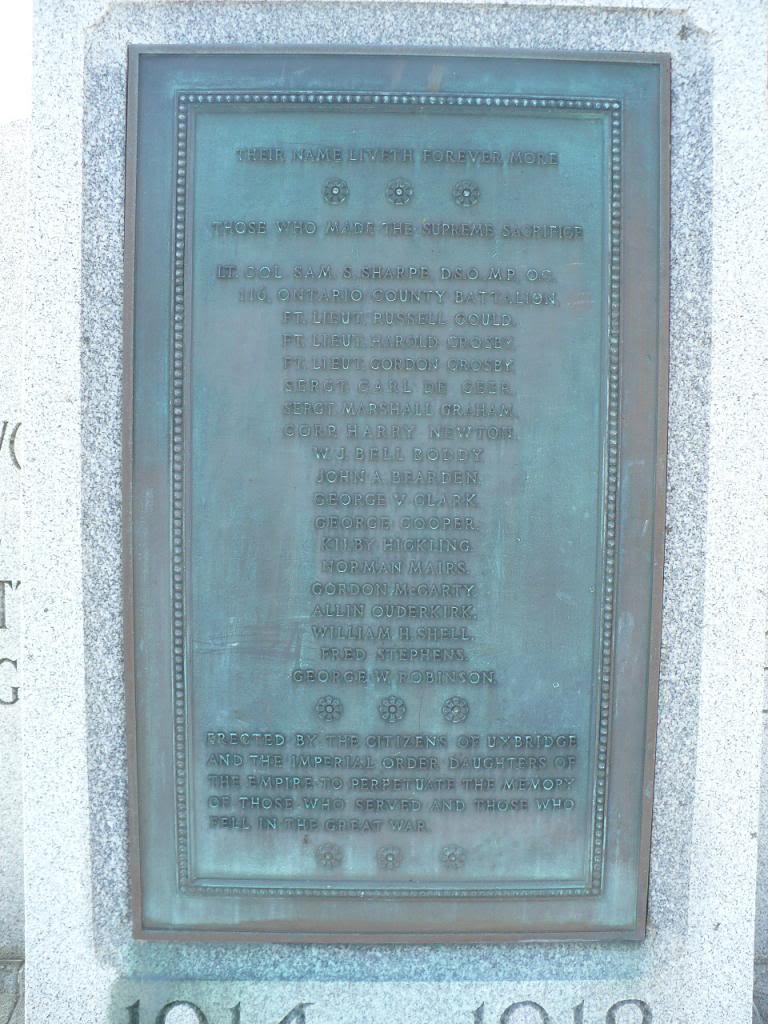 THEIR NAME LIVETH FOREVER MORE
THOSE WHO MADE THE SUPREME SACRIFICE
LT. COL. SAM. S. SHARPE, D.S.O. M.P., O.C.
116, ONTARIO COUNTY BATTALION.
FT. LIEUT. RUSSELL GOULD.
FT. LIEUT. HAROLD CROSBY.
FT. LIEUT. GORDON CROSBY.
SERGT. CARL DE GEER.
SERGT. MARSHALL GRAHAM.
CORP. HARRY NEWTON.
W. J. BELL BODDY.
JOHN A. BEARDEN.
GEORGE V. CLARK.
GEORGE COOPER.
KILBY HICKLING.
NORMAN MAIRS.
GORDON McCARTY.
ALLIN OUDERKIRK.
WILLIAM H. SHELL.
FRED STEPHENS.
GEORGE W. ROBINSON.
ERECTED BY THE CITIZENS OF UXBRIDGE
AND THE IMPERIAL ORDER DAUGHTERS OF
THE EMPIRE TO PERPETUATE THE MEMORY
OF THOSE WHO SERVED AND THOSE WHO
FELL IN THE GREAT WAR.
1914 1918